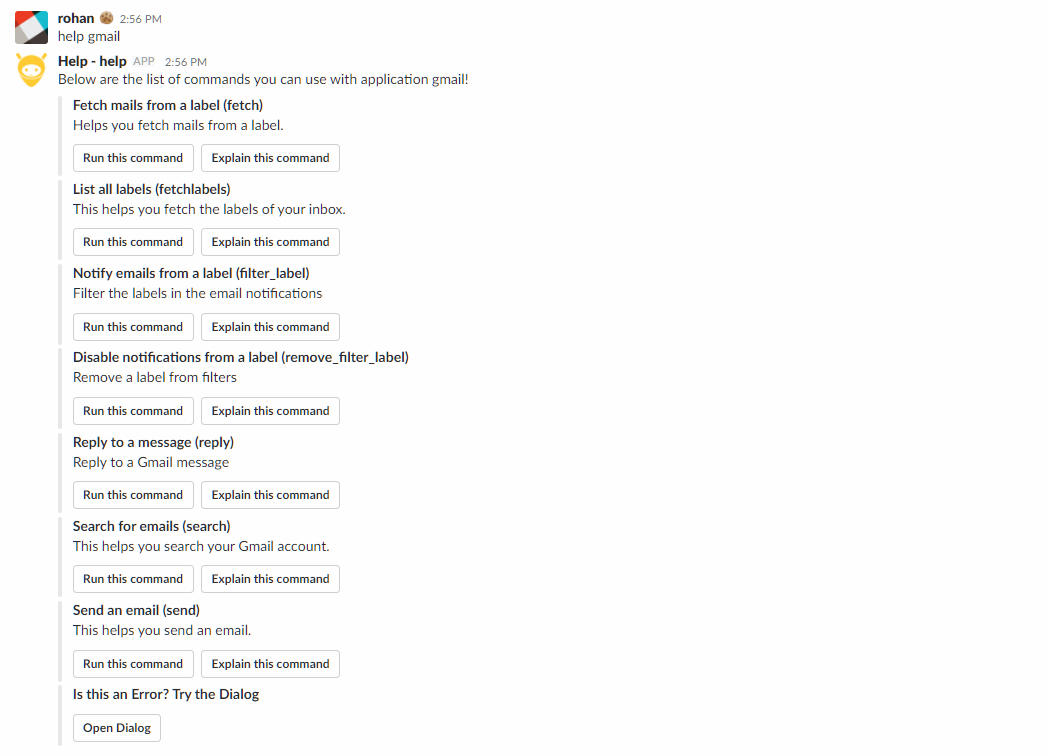 rohan 2:56 PM
help gmail
Help - help APP 2:56 PM
Below are the list of commands you can use with application gmail!
Fetch mails from a label (fetch)
Helps you fetch mails from a label.
Run this command Explain this command
List all labels (fetchlabels)
This helps you fetch the labels of your inbox.
Run this command Explain this command
Notify emails from a label (filter_label)
Filter the labels in the email notifications
Run this command Explain this command
Disable notifications from a label (remove_filter_label)
Remove a label from filters
Run this command Explain this command
Reply to a message (reply)
Reply to a Gmail message
Run this command Explain this command
Search for emails (search)
This helps you search your Gmail account.
Run this command Explain this command
Send an email (send)
This helps you send an email.
Run this command Explain this command
Is this an Error? Try the Dialog
Open Dialog